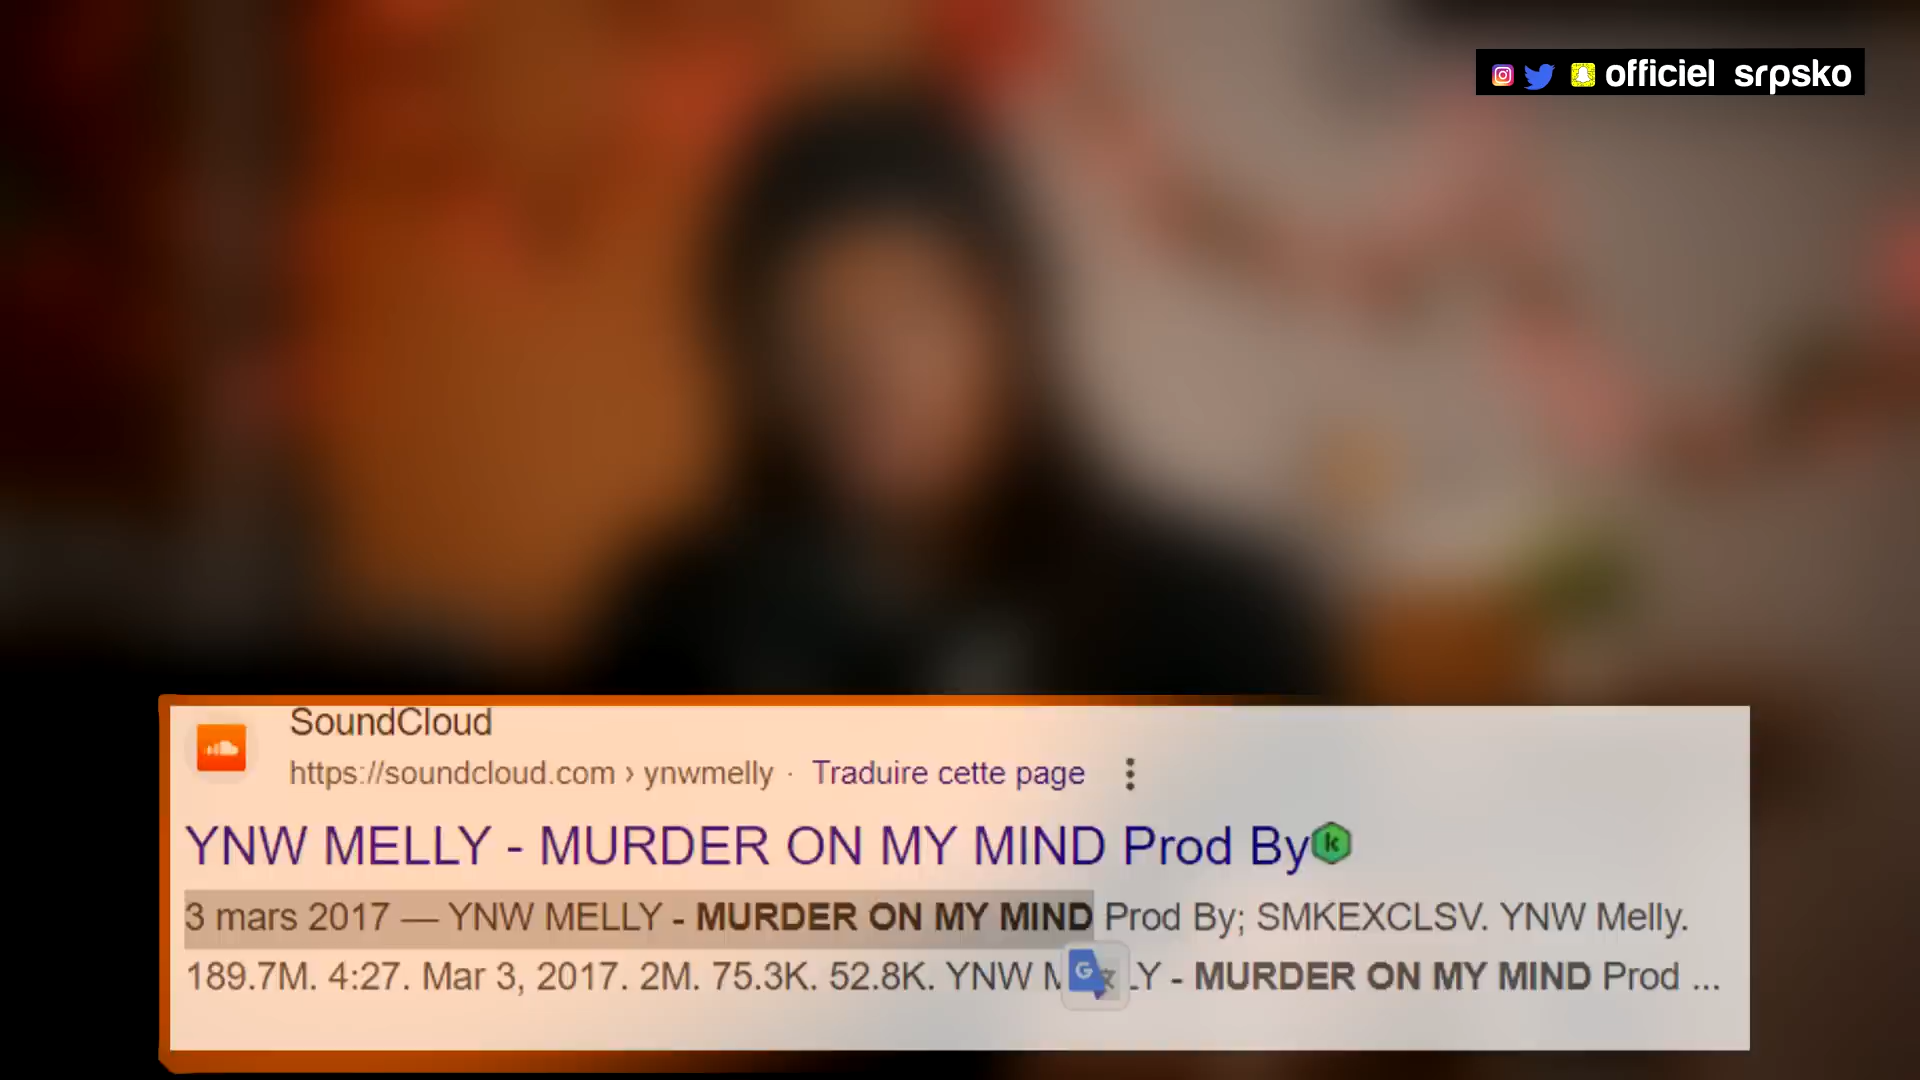 officiel srpsko
SoundCloud
https://soundcloud.com › ynwmelly · Traduire cette page
YNW MELLY - MURDER ON MY MIND Prod By
3 mars 2017 — YNW MELLY - MURDER ON MY MIND Prod By; SMKEXCLSV. YNW Melly.
189.7M. 4:27. Mar 3, 2017. 2M. 75.3K. 52.8K. YNW M LY - MURDER ON MY MIND Prod ...